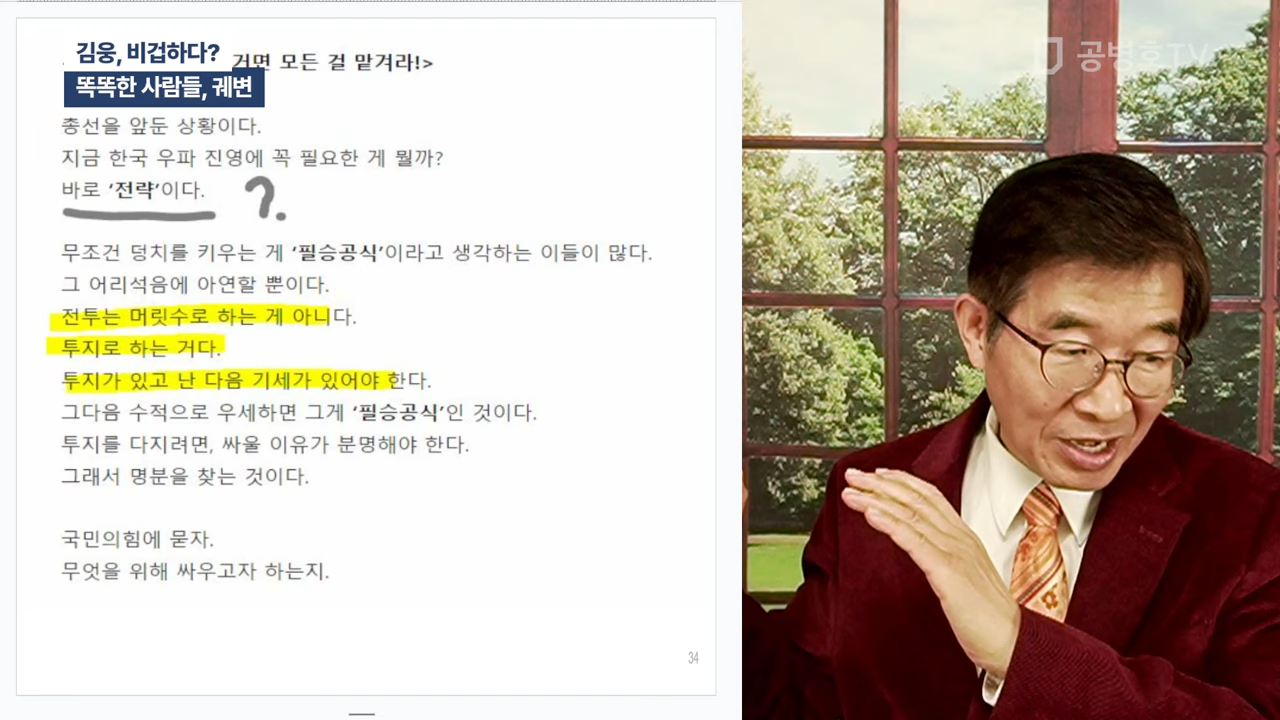 김웅, 비겁하다?
똑똑한 사람들, 궤변
거면 모든 걸 맡겨라!>
총선을 앞둔 상황이다.
지금 한국 우파 진영에 꼭 필요한 게 뭘까?
바로 ‘전략’이다. ?.
무조건 덩치를 키우는 게 ‘필승공식’이라고 생각하는 이들이 많다.
그 어리석음에 아연할 뿐이다.
전투는 머릿수로 하는 게 아니다.
투지로 하는 거다.
투지가 있고 난 다음 기세가 있어야 한다.
그다음 수적으로 우세하면 그게 ‘필승공식’인 것이다.
투지를 다지려면, 싸울 이유가 분명해야 한다.
그래서 명분을 찾는 것이다.
국민의힘에 묻자.
무엇을 위해 싸우고자 하는지.
34
공병호TV